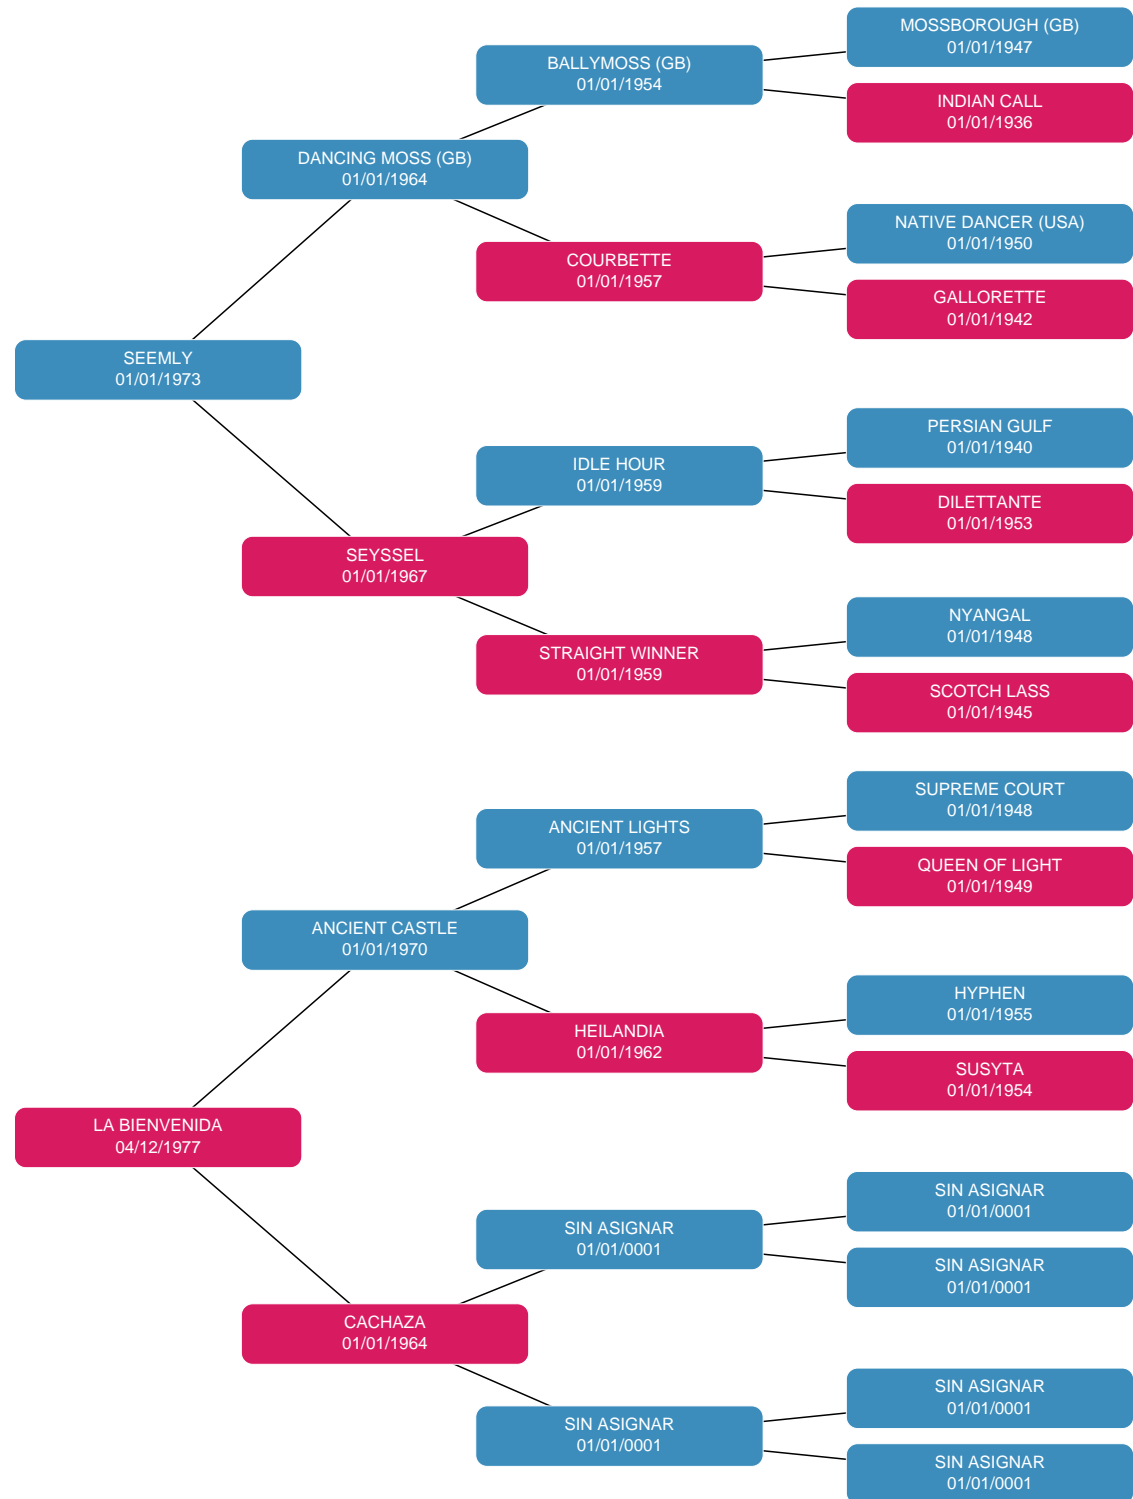 MOSSBOROUGH (GB)
01/01/1947
BALLYMOSS (GB)
01/01/1954
INDIAN CALL
01/01/1936
DANCING MOSS (GB)
01/01/1964
NATIVE DANCER (USA)
01/01/1950
COURBETTE
01/01/1957
GALLORETTE
01/01/1942
SEEMLY
01/01/1973
PERSIAN GULF
01/01/1940
IDLE HOUR
01/01/1959
DILETTANTE
01/01/1953
SEYSSEL
01/01/1967
NYANGAL
01/01/1948
STRAIGHT WINNER
01/01/1959
SCOTCH LASS
01/01/1945
SUPREME COURT
01/01/1948
ANCIENT LIGHTS
01/01/1957
QUEEN OF LIGHT
01/01/1949
ANCIENT CASTLE
01/01/1970
HYPHEN
01/01/1955
HEILANDIA
01/01/1962
SUSYTA
01/01/1954
LA BIENVENIDA
04/12/1977
SIN ASIGNAR
01/01/0001
SIN ASIGNAR
01/01/0001
SIN ASIGNAR
01/01/0001
CACHAZA
01/01/1964
SIN ASIGNAR
01/01/0001
SIN ASIGNAR
01/01/0001
SIN ASIGNAR
01/01/0001